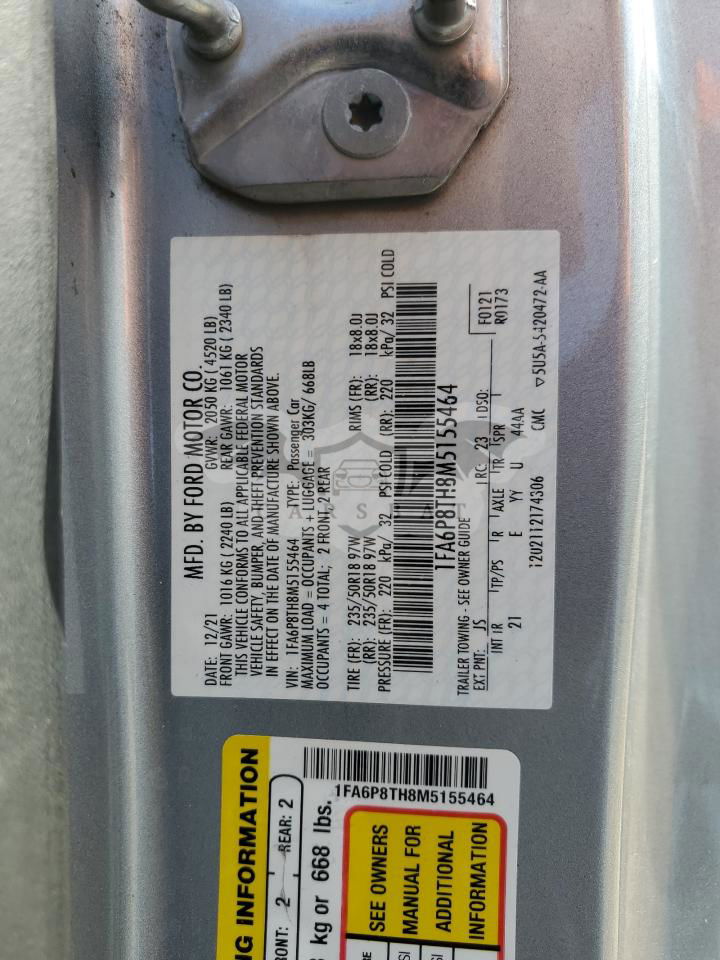 MFD. BY FORD MOTOR CO.
DATE: 12/21 GVWR: 2050 KG ( 4520 LB)
FRONT GAWR: 1016 KG ( 2240 LB) REAR GAWR: 1061 KG ( 2340 LB)
THIS VEHICLE CONFORMS TO ALL APPLICABLE FEDERAL MOTOR
VEHICLE SAFETY, BUMPER, AND THEFT PREVENTION STANDARDS
IN EFFECT ON THE DATE OF MANUFACTURE SHOWN ABOVE.
VIN: 1FA6P8TH8M5155464 TYPE: Passenger Car
MAXIMUM LOAD = OCCUPANTS + LUGGAGE = 303KG/ 668LB
OCCUPANTS = 4 TOTAL; 2 FRONT, 2 REAR
TIRE (FR): 235/50R18 97W RIMS (FR): 18x8.0J
(RR): 235/50R18 97W (RR): 18x8.0J
PRESSURE (FR): 220 kPa/ 32 PSI COLD (RR): 220 kPa/ 32 PSI COLD
1FA6P8TH8M5155464
TRAILER TOWING - SEE OWNER GUIDE
F0121
R0173
EXT PNT: JS RC: 23 DSO:
INT TR TP/PS R AXLE TR SPR
21 E YY U 44AA
12U2112174306 CMC 5U5A-5420472-AA
ING INFORMATION
FRONT: 2 REAR: 2
kg or 668 lbs.
1FA6P8TH8M5155464
SEE OWNERS
MANUAL FOR
ADDITIONAL
INFORMATION